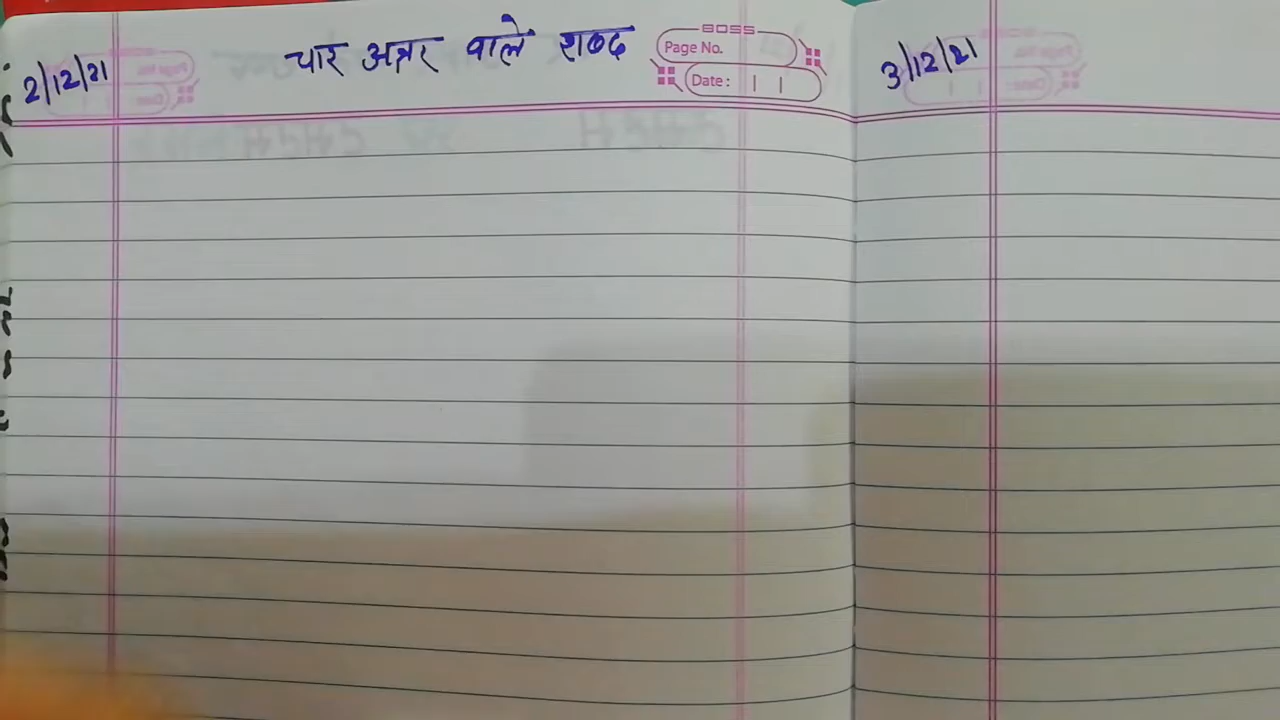 2/12/21
चार अक्षर वाले शब्द
BOSS
Page No.
Date:
3/12/21